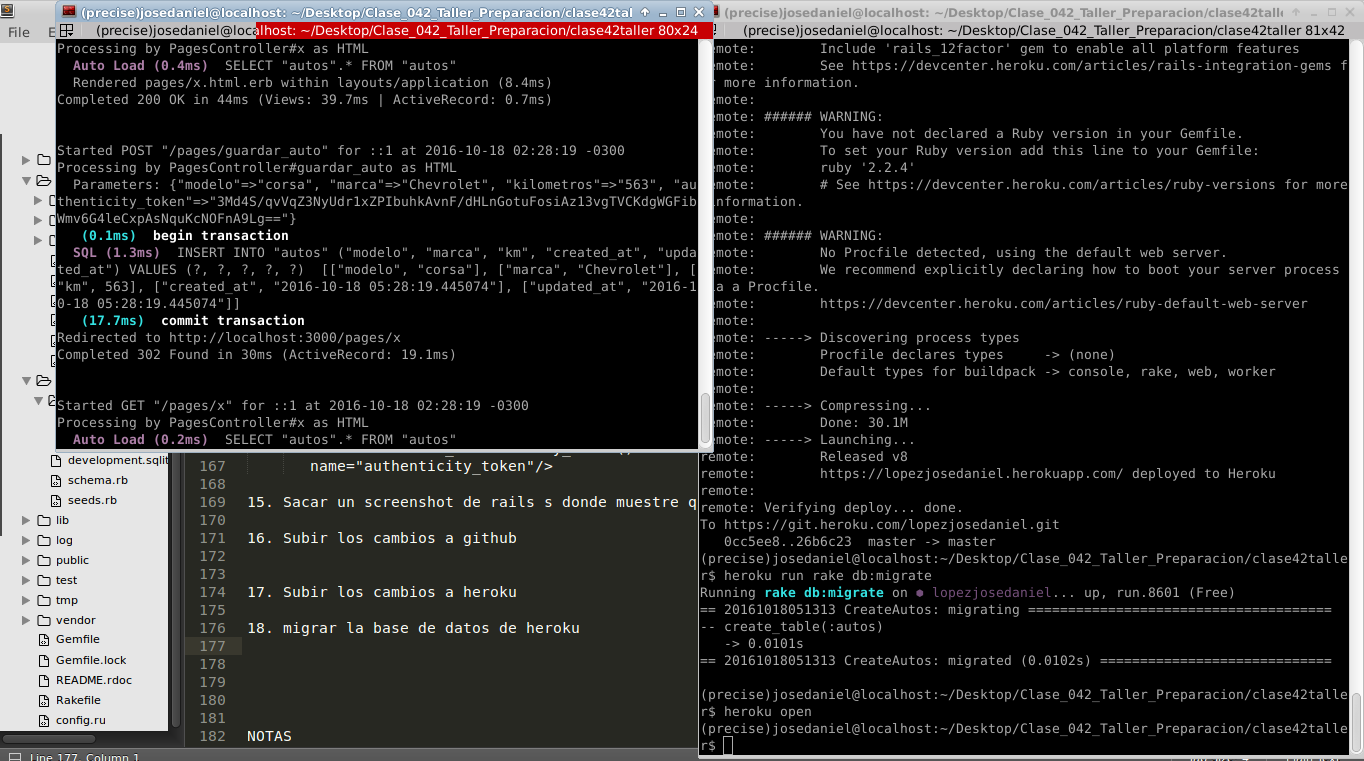 (precise)josedaniel@localhost: ~/Desktop/Clase_042_Taller_Preparacion/clase42tal
(precise)josedaniel@localhost: ~/Desktop/Clase_042_Taller_Preparacion/clase42taller 80x24
Processing by PagesController#x as HTML
Auto Load (0.4ms)  SELECT "autos".* FROM "autos"
Rendered pages/x.html.erb within layouts/application (8.4ms)
Completed 200 OK in 44ms (Views: 39.7ms | ActiveRecord: 0.7ms)
Started POST "/pages/guardar_auto" for ::1 at 2016-10-18 02:28:19 -0300
Processing by PagesController#guardar_auto as HTML
Parameters: {"modelo"=>"corsa", "marca"=>"Chevrolet", "kilometros"=>"563", "au
thenticity_token"=>"3Md4S/qvVqZ3NyUdr1xZPIbuhkAvnF/dHLnGotuFosiAz13vgTVCKdgWGFib
Wmv6G4leCxpAsNquKcNOFnA9Lg=="}
(0.1ms)  begin transaction
SQL (1.3ms)  INSERT INTO "autos" ("modelo", "marca", "km", "created_at", "upda
ted_at") VALUES (?, ?, ?, ?, ?)  [["modelo", "corsa"], ["marca", "Chevrolet"], [
"km", 563], ["created_at", "2016-10-18 05:28:19.445074"], ["updated_at", "2016-1
0-18 05:28:19.445074"]]
(17.7ms)  commit transaction
Redirected to http://localhost:3000/pages/x
Completed 302 Found in 30ms (ActiveRecord: 19.1ms)
Started GET "/pages/x" for ::1 at 2016-10-18 02:28:19 -0300
Processing by PagesController#x as HTML
Auto Load (0.2ms)  SELECT "autos".* FROM "autos"
File
schema.rb
seeds.rb
lib
log
public
test
tmp
vendor
Gemfile
Gemfile.lock
README.rdoc
Rakefile
config.ru
development.sqlit
167 name="authenticity_token"/>
168
169 15. Sacar un screenshot de rails s donde muestre q
170
171 16. Subir los cambios a github
172
173
174 17. Subir los cambios a heroku
175
176 18. migrar la base de datos de heroku
177
178
179
180
181
182 NOTAS
Line 177, Column 1
(precise)josedaniel@localhost: ~/Desktop/Clase_042_Taller_Preparacion/clase42talle
(precise)josedaniel@localhost: ~/Desktop/Clase_042_Taller_Preparacion/clase42taller 81x42
emote:        Include 'rails_12factor' gem to enable all platform features
emote:        See https://devcenter.heroku.com/articles/rails-integration-gems f
r more information.
emote:
emote: ###### WARNING:
emote:        You have not declared a Ruby version in your Gemfile.
emote:        To set your Ruby version add this line to your Gemfile:
emote:        ruby '2.2.4'
emote:        # See https://devcenter.heroku.com/articles/ruby-versions for more
information.
emote:
emote: ###### WARNING:
emote:        No Procfile detected, using the default web server.
emote:        We recommend explicitly declaring how to boot your server process
ia a Procfile.
emote:        https://devcenter.heroku.com/articles/ruby-default-web-server
emote:
emote: -----> Discovering process types
emote:        Procfile declares types     -> (none)
emote:        Default types for buildpack -> console, rake, web, worker
emote:
emote: -----> Compressing...
emote:        Done: 30.1M
emote: -----> Launching...
remote:        Released v8
remote:        https://lopezjosedaniel.herokuapp.com/ deployed to Heroku
remote:
remote: Verifying deploy... done.
To https://git.heroku.com/lopezjosedaniel.git
0cc5ee8..26b6c23  master -> master
(precise)josedaniel@localhost:~/Desktop/Clase_042_Taller_Preparacion/clase42talle
r$ heroku run rake db:migrate
Running rake db:migrate on ⬢ lopezjosedaniel... up, run.8601 (Free)
== 20161018051313 CreateAutos: migrating ======================================
-- create_table(:autos)
-> 0.0101s
== 20161018051313 CreateAutos: migrated (0.0102s) =============================
(precise)josedaniel@localhost:~/Desktop/Clase_042_Taller_Preparacion/clase42talle
r$ heroku open
(precise)josedaniel@localhost:~/Desktop/Clase_042_Taller_Preparacion/clase42talle
r$